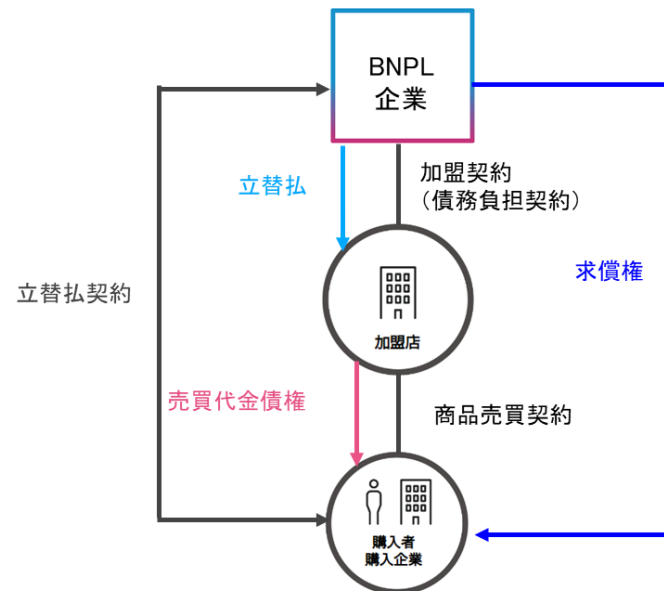 BNPL
企業
立替払
加盟契約
（債務負担契約）
求償権
立替払契約
加盟店
売買代金債権
商品売買契約
購入者
購入企業